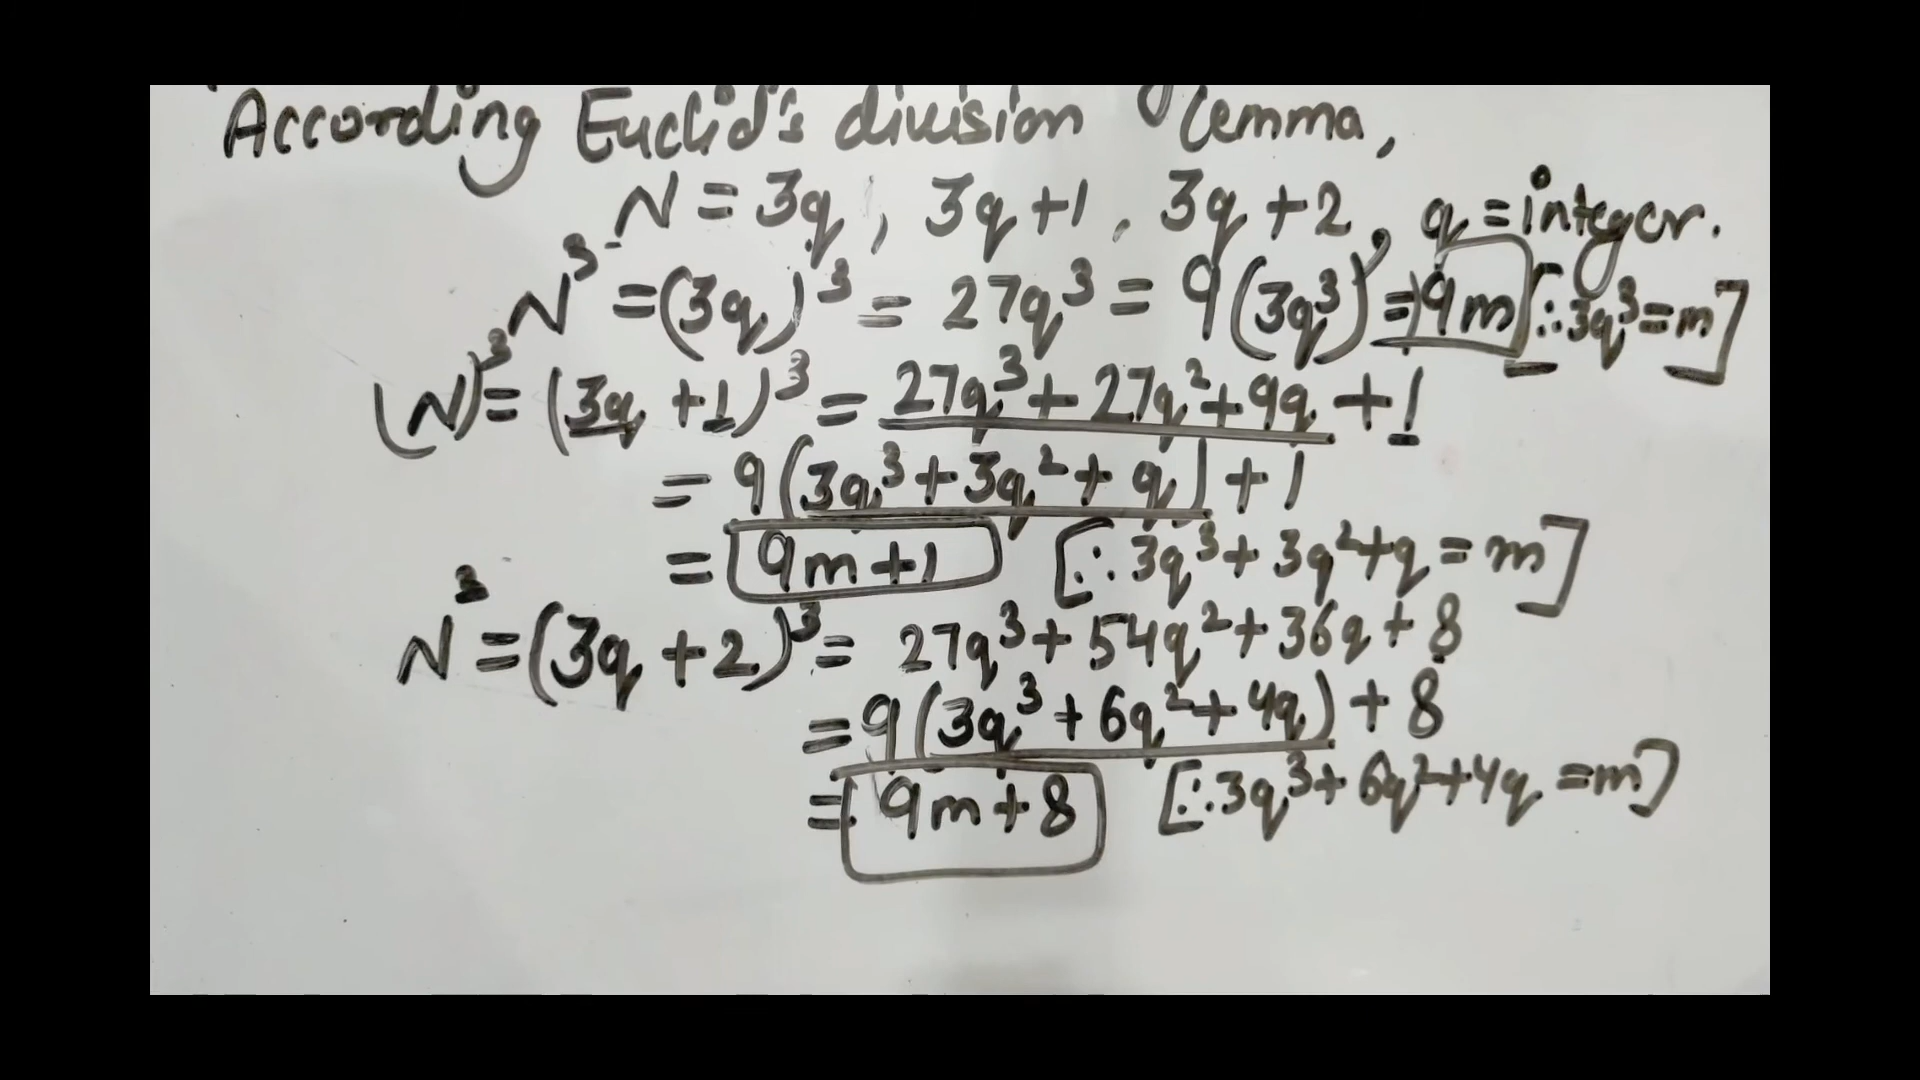 According Euclid's division lemma,
N = 3q, 3q+1, 3q+2, q = integer.
N³ = (3q)³ = 27q³ = 9(3q³) = 9m [∵ 3q³ = m]
(N)³ = (3q + 1)³ = 27q³ + 27q² + 9q + 1
= 9(3q³ + 3q² + q) + 1
= 9m+1 [∵ 3q³ + 3q² + q = m]
N³ = (3q + 2)³ = 27q³ + 54q² + 36q + 8
= 9(3q³ + 6q² + 4q) + 8
= 9m+8 [∵ 3q³ + 6q² + 4q = m]